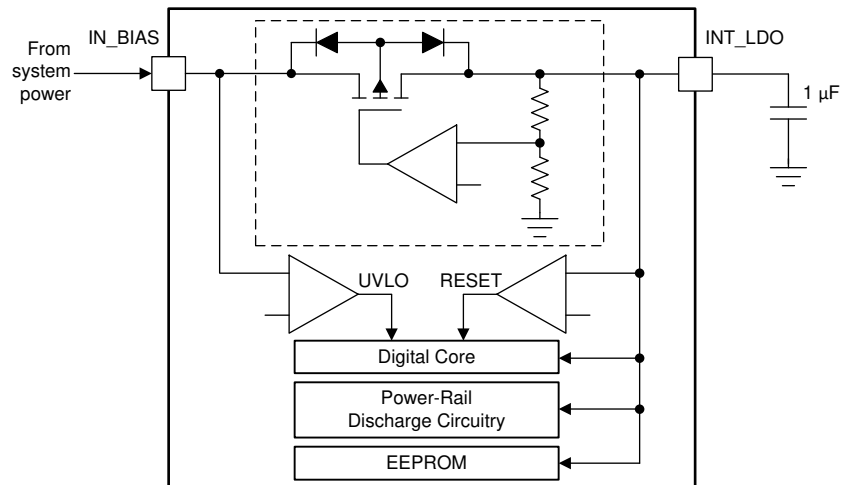 From
system
power
IN_BIAS
INT_LDO
1 µF
UVLO
RESET
Digital Core
Power-Rail
Discharge Circuitry
EEPROM